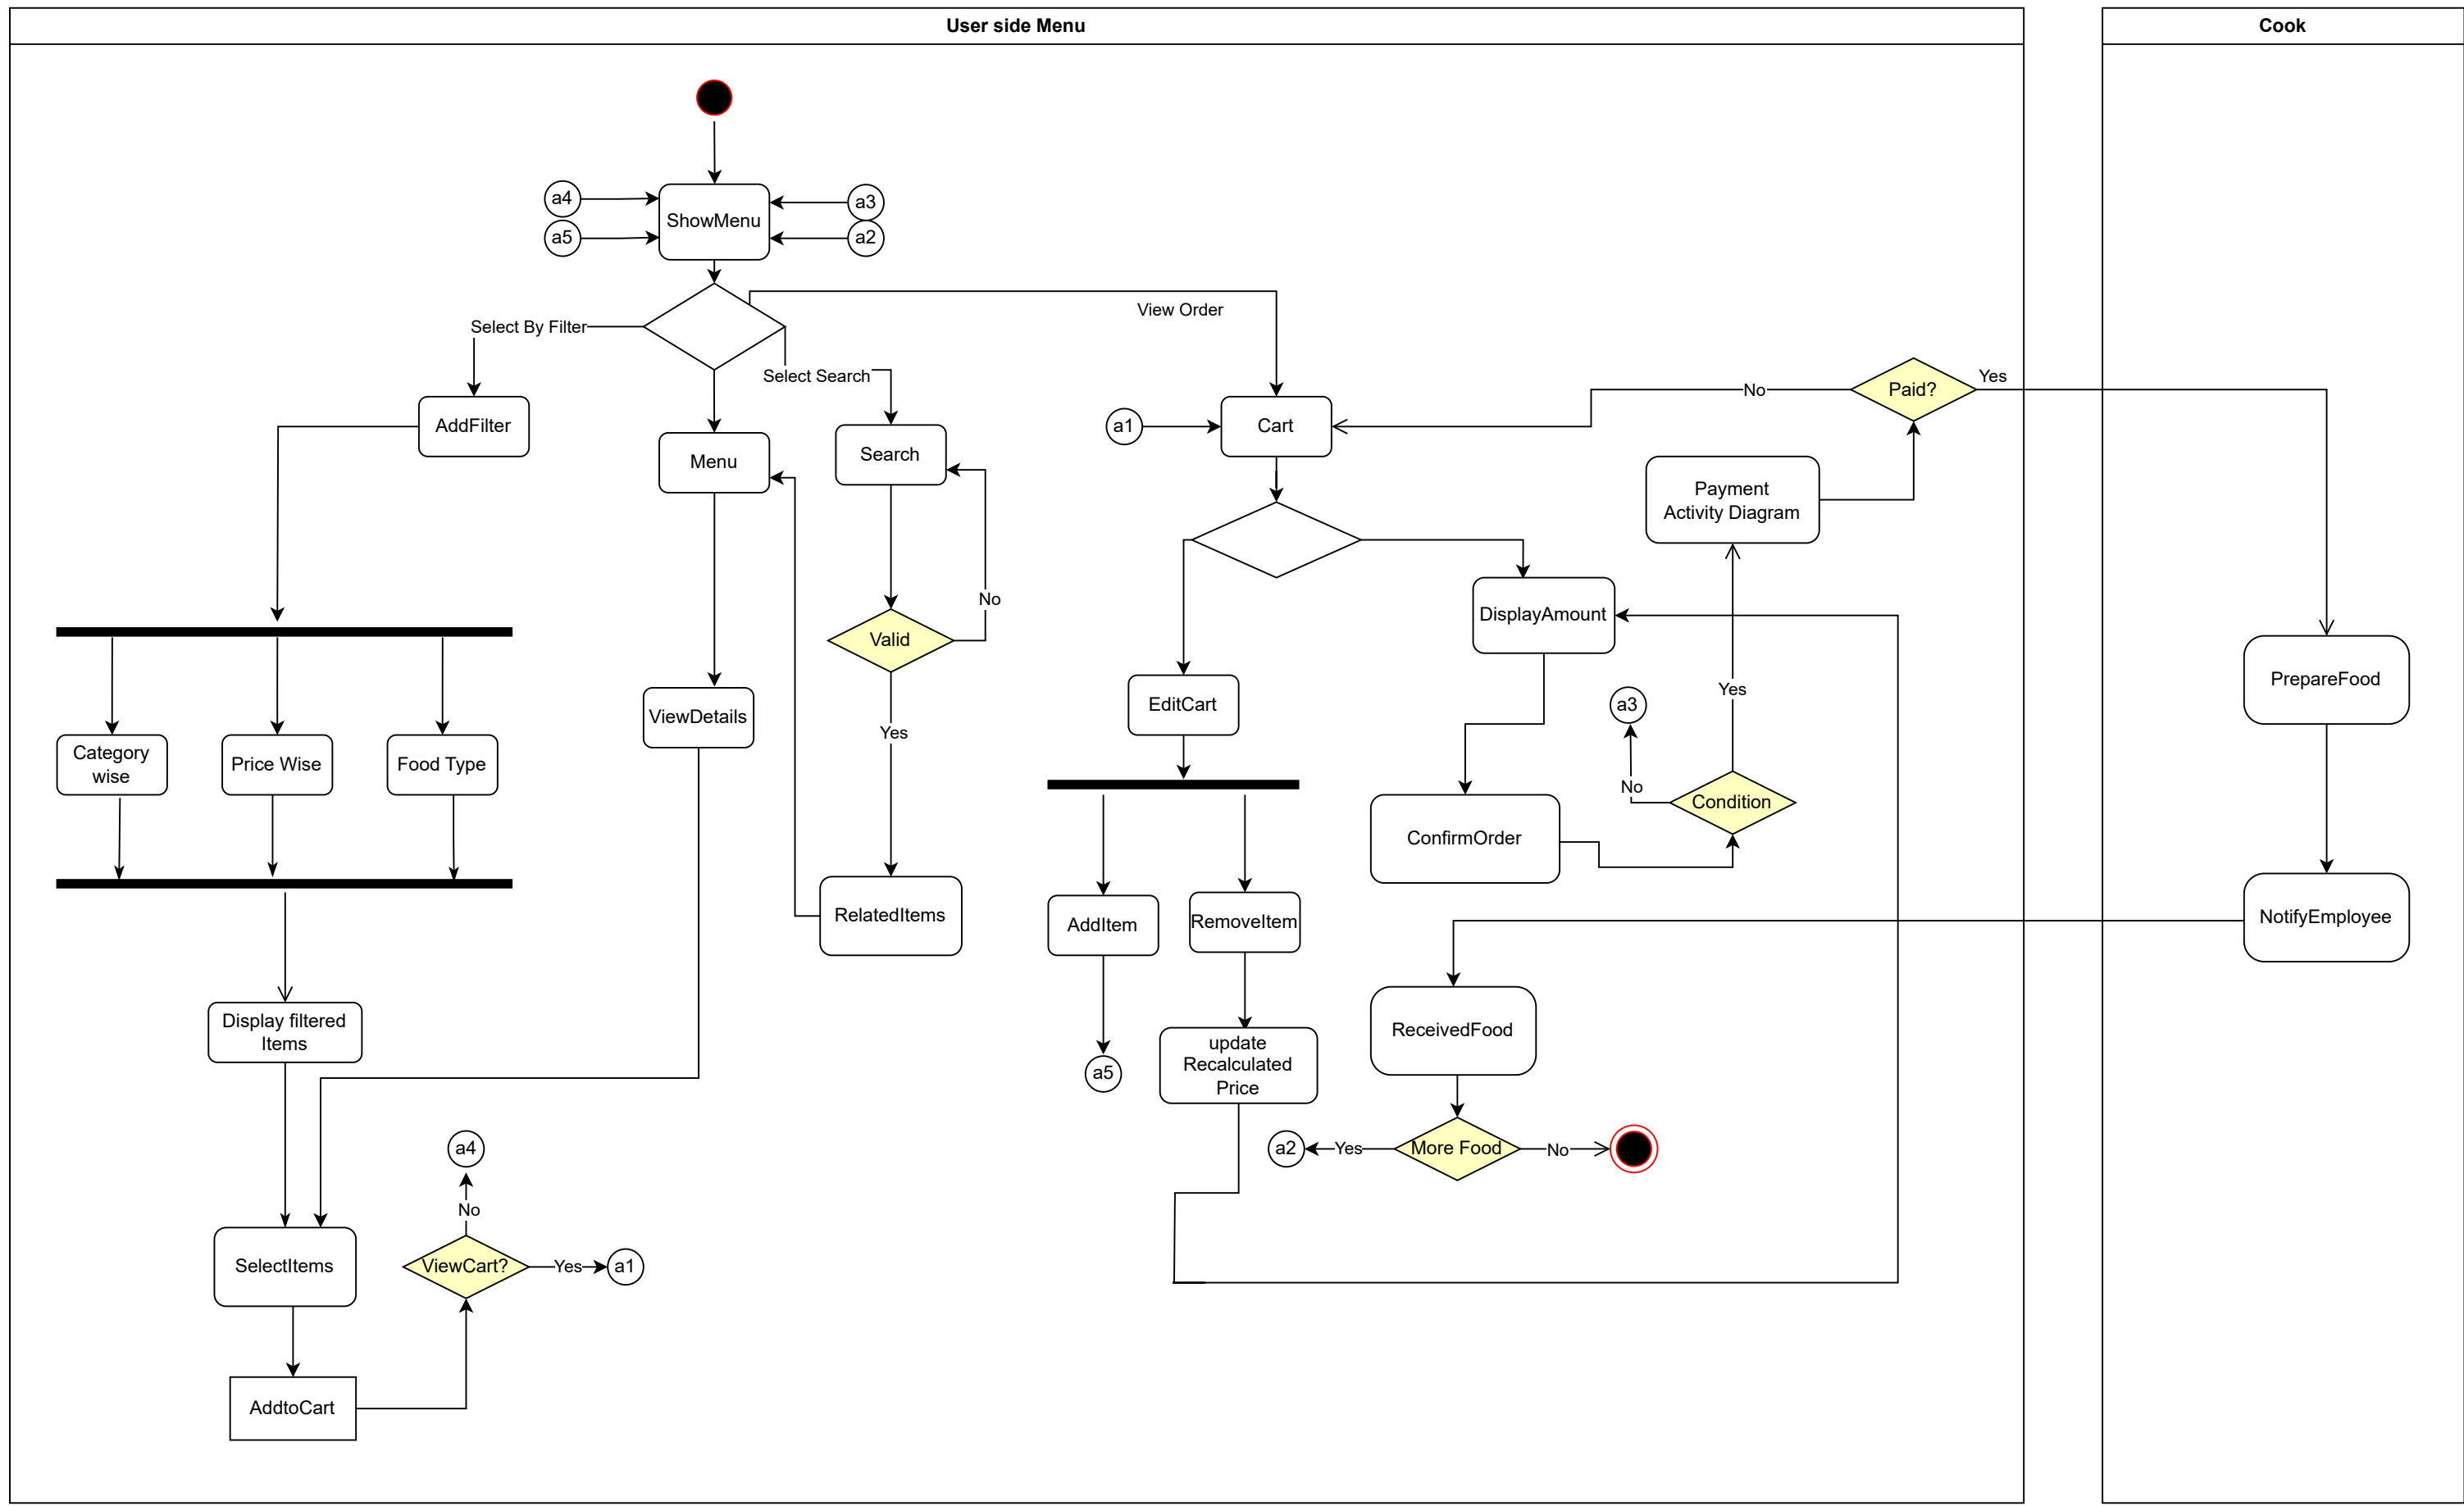 User side Menu
Cook
a4
a3
ShowMenu
a5
a2
View Order
Select By Filter
Select Search
Paid?
Yes
No
AddFilter
a1
Cart
Menu
Search
Payment
Activity Diagram
No
DisplayAmount
Valid
PrepareFood
Yes
a3
EditCart
ViewDetails
Yes
Category
wise
Price Wise
Food Type
No
Condition
ConfirmOrder
RelatedItems
AddItem
RemoveItem
NotifyEmployee
Display filtered
Items
ReceivedFood
update
Recalculated
Price
a5
a4
a2
Yes
More Food
No
No
SelectItems
ViewCart?
Yes
a1
AddtoCart